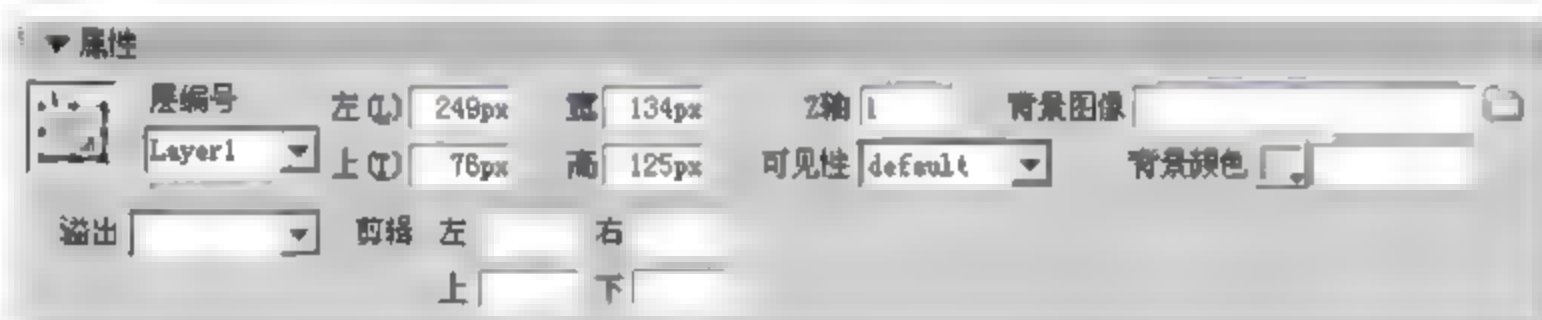 属性
层编号 左(L) 249px 宽 134px Z轴 1 背景图像
Layer1 上(T) 76px 高 125px 可见性 default 背景颜色
溢出 剪辑 左 右
上 下